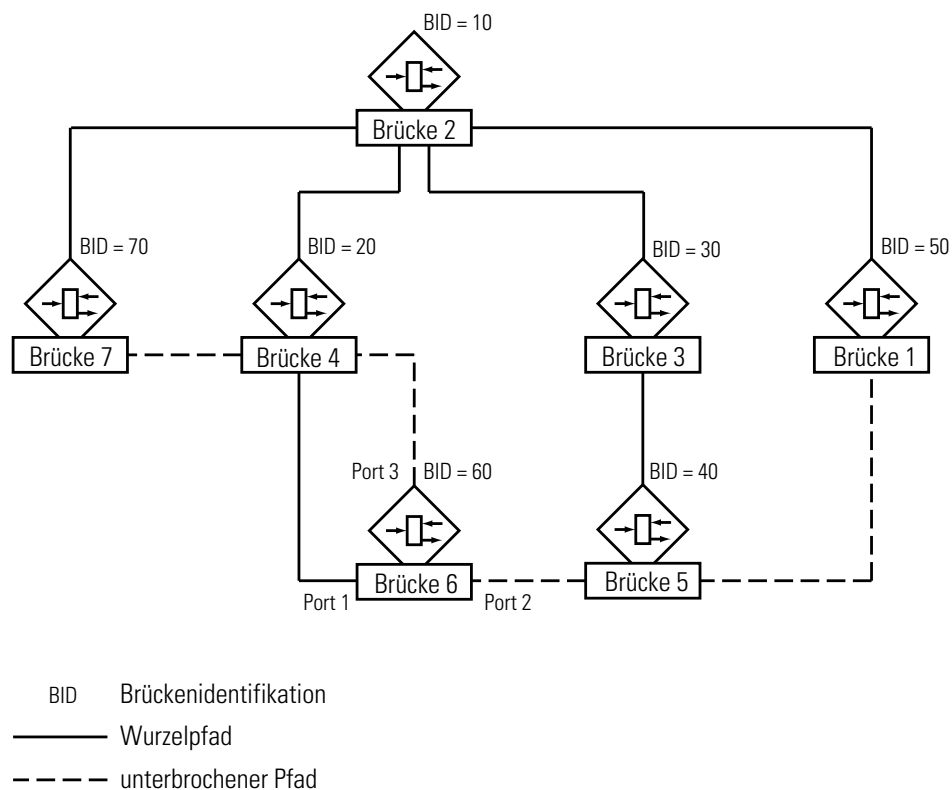 BID = 10
Brücke 2
BID = 70
BID = 20
BID = 30
BID = 50
Brücke 7
Brücke 4
Brücke 3
Brücke 1
Port 3
BID = 60
BID = 40
Brücke 6
Brücke 5
Port 1
Port 2
BID Brückenidentifikation
Wurzelpfad
unterbrochener Pfad